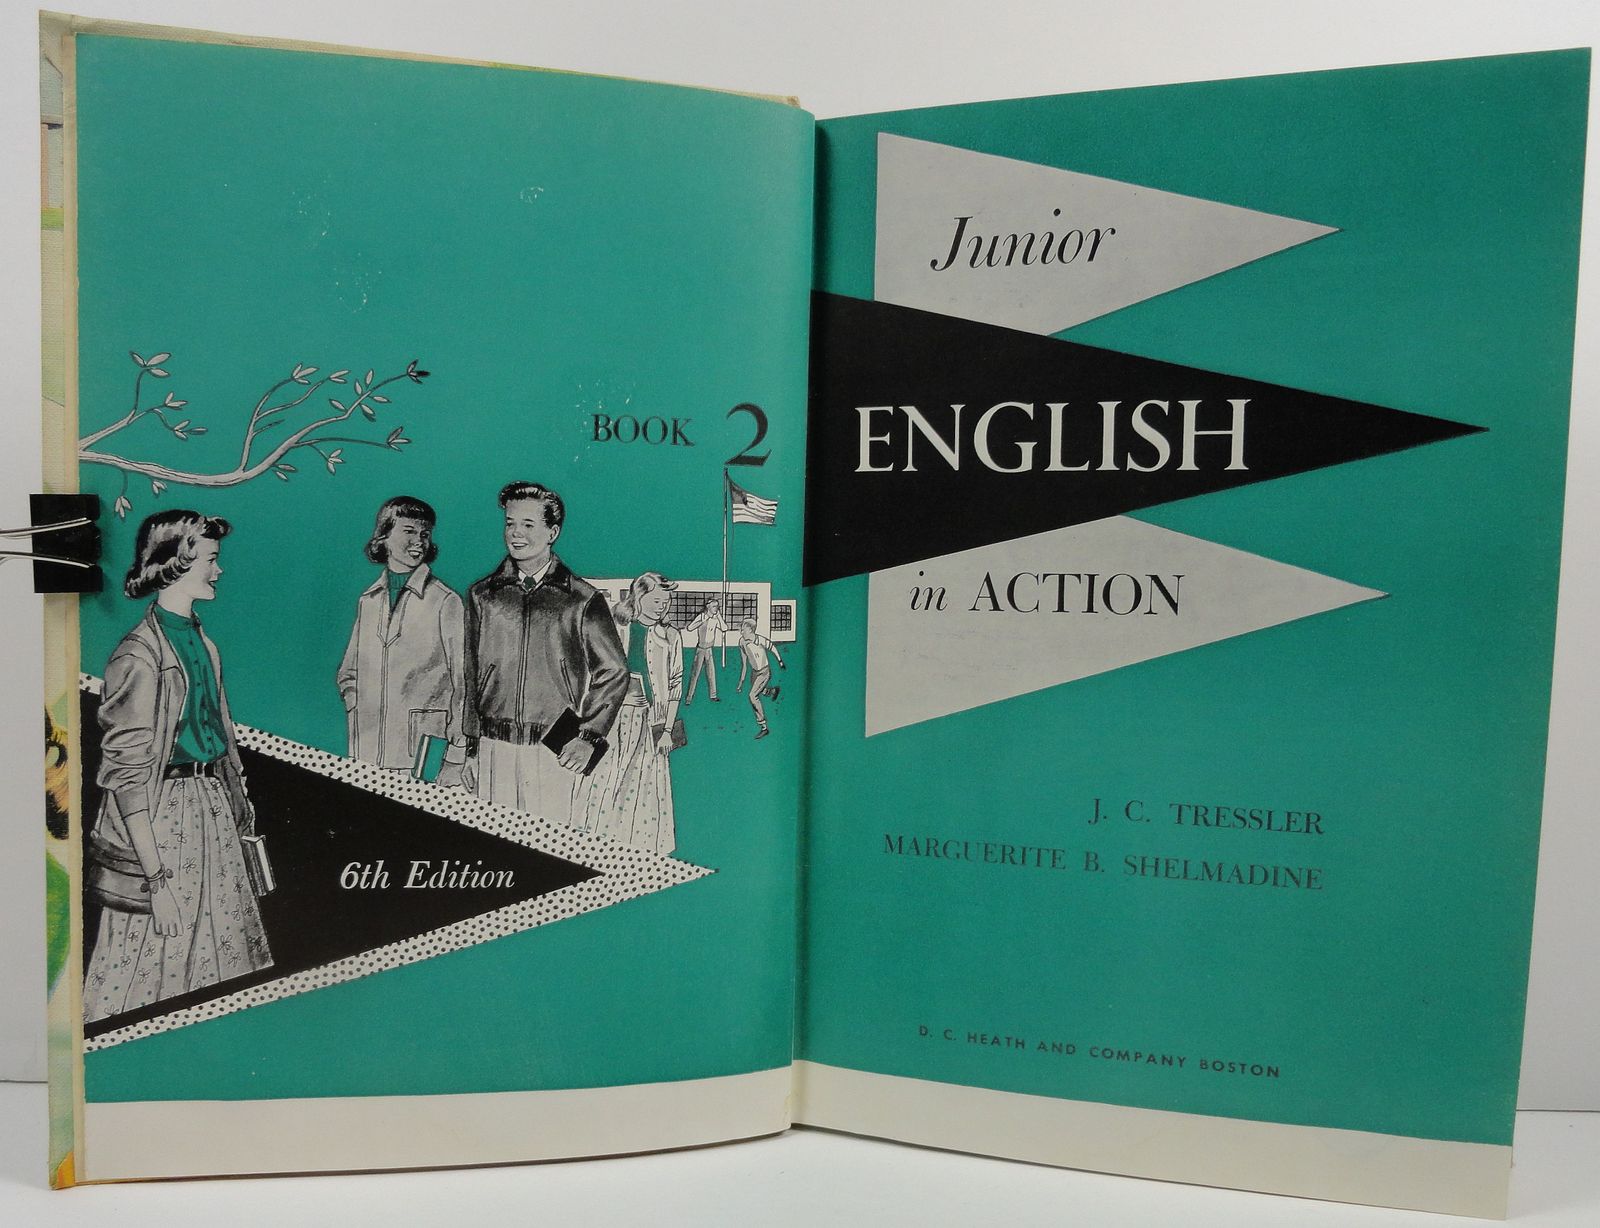 BOOK 2
6th Edition
Junior
ENGLISH
in ACTION
J. C. TRESSLER
MARGUERITE B. SHELMADINE
D. C. HEATH AND COMPANY BOSTON